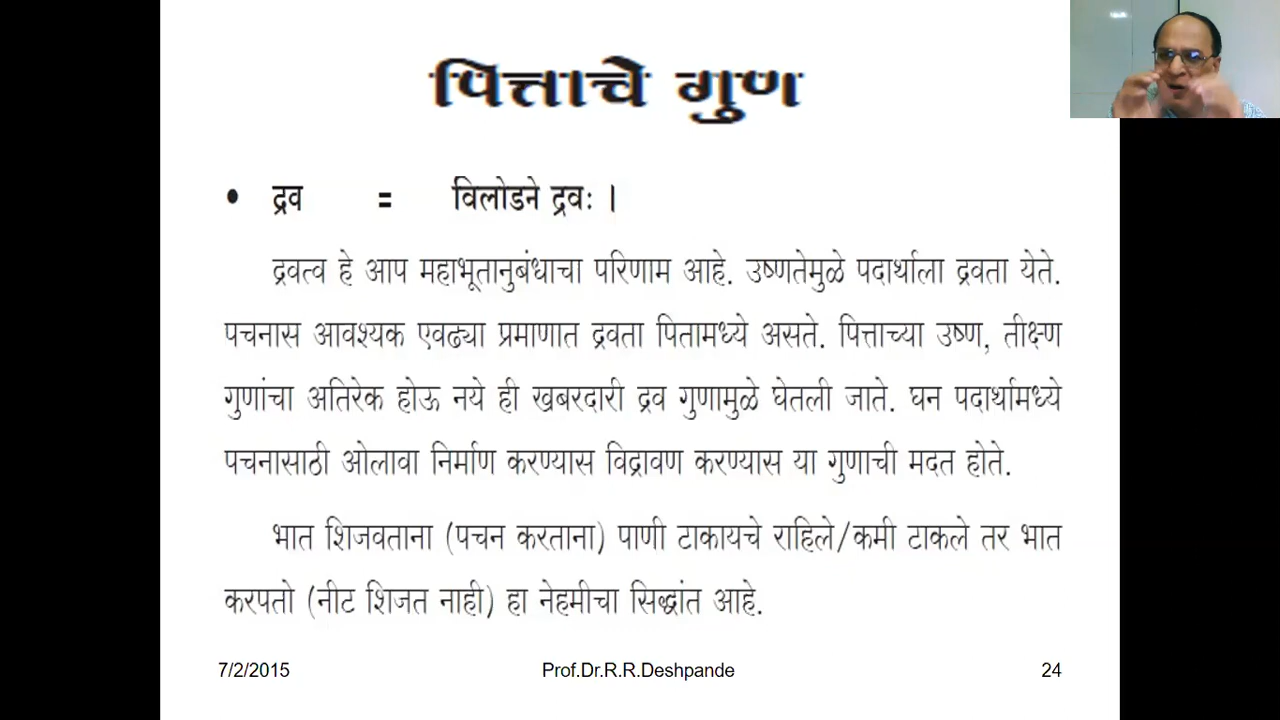 पित्ताचे गुण
• द्रव = विलोडने द्रवः ।
द्रवत्व हे आप महाभूतानुबंधाचा परिणाम आहे. उष्णतेमुळे पदार्थाला द्रवता येते.
पचनास आवश्यक एवढ्या प्रमाणात द्रवता पितामध्ये असते. पित्ताच्या उष्ण, तीक्ष्ण
गुणांचा अतिरेक होऊ नये ही खबरदारी द्रव गुणामुळे घेतली जाते. घन पदार्थामध्ये
पचनासाठी ओलावा निर्माण करण्यास विद्रावण करण्यास या गुणाची मदत होते.
भात शिजवताना (पचन करताना) पाणी टाकायचे राहिले/कमी टाकले तर भात
करपतो (नीट शिजत नाही) हा नेहमीचा सिद्धांत आहे.
7/2/2015 Prof.Dr.R.R.Deshpande 24